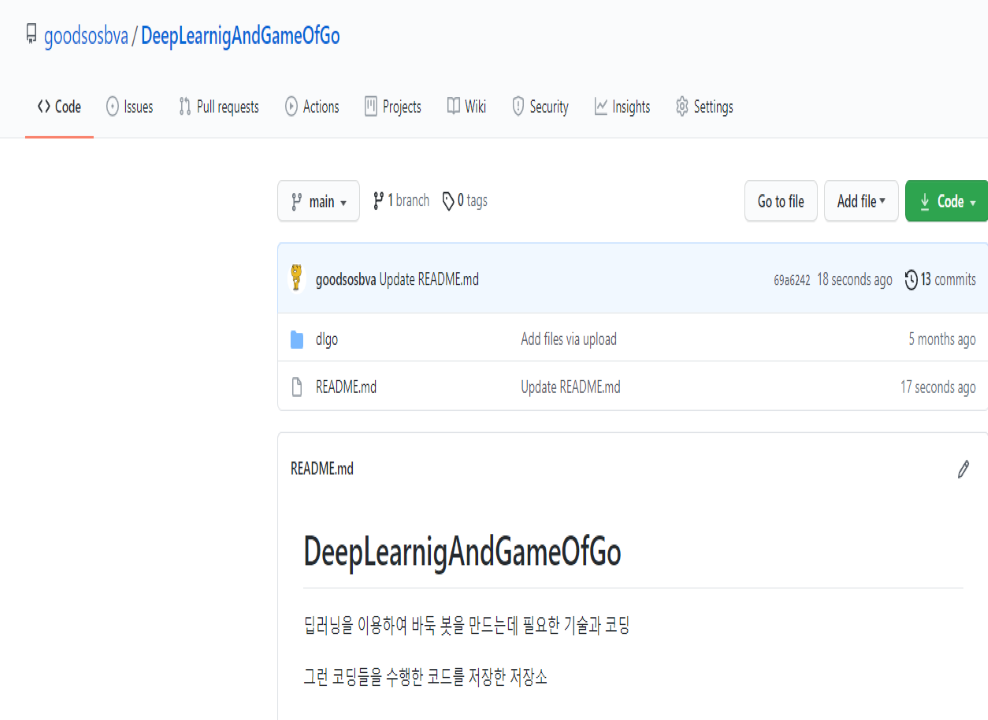 goodsosbva / DeepLearnigAndGameOfGo
Code Issues Pull requests Actions Projects Wiki Security Insights Settings
main 1 branch 0 tags Go to file Add file Code
goodsosbva Update README.md 69a6242 18 seconds ago 13 commits
dlgo Add files via upload 5 months ago
README.md Update README.md 17 seconds ago
README.md
DeepLearnigAndGameOfGo
딥러닝을 이용하여 바둑 봇을 만드는데 필요한 기술과 코딩
그런 코딩들을 수행한 코드를 저장한 저장소